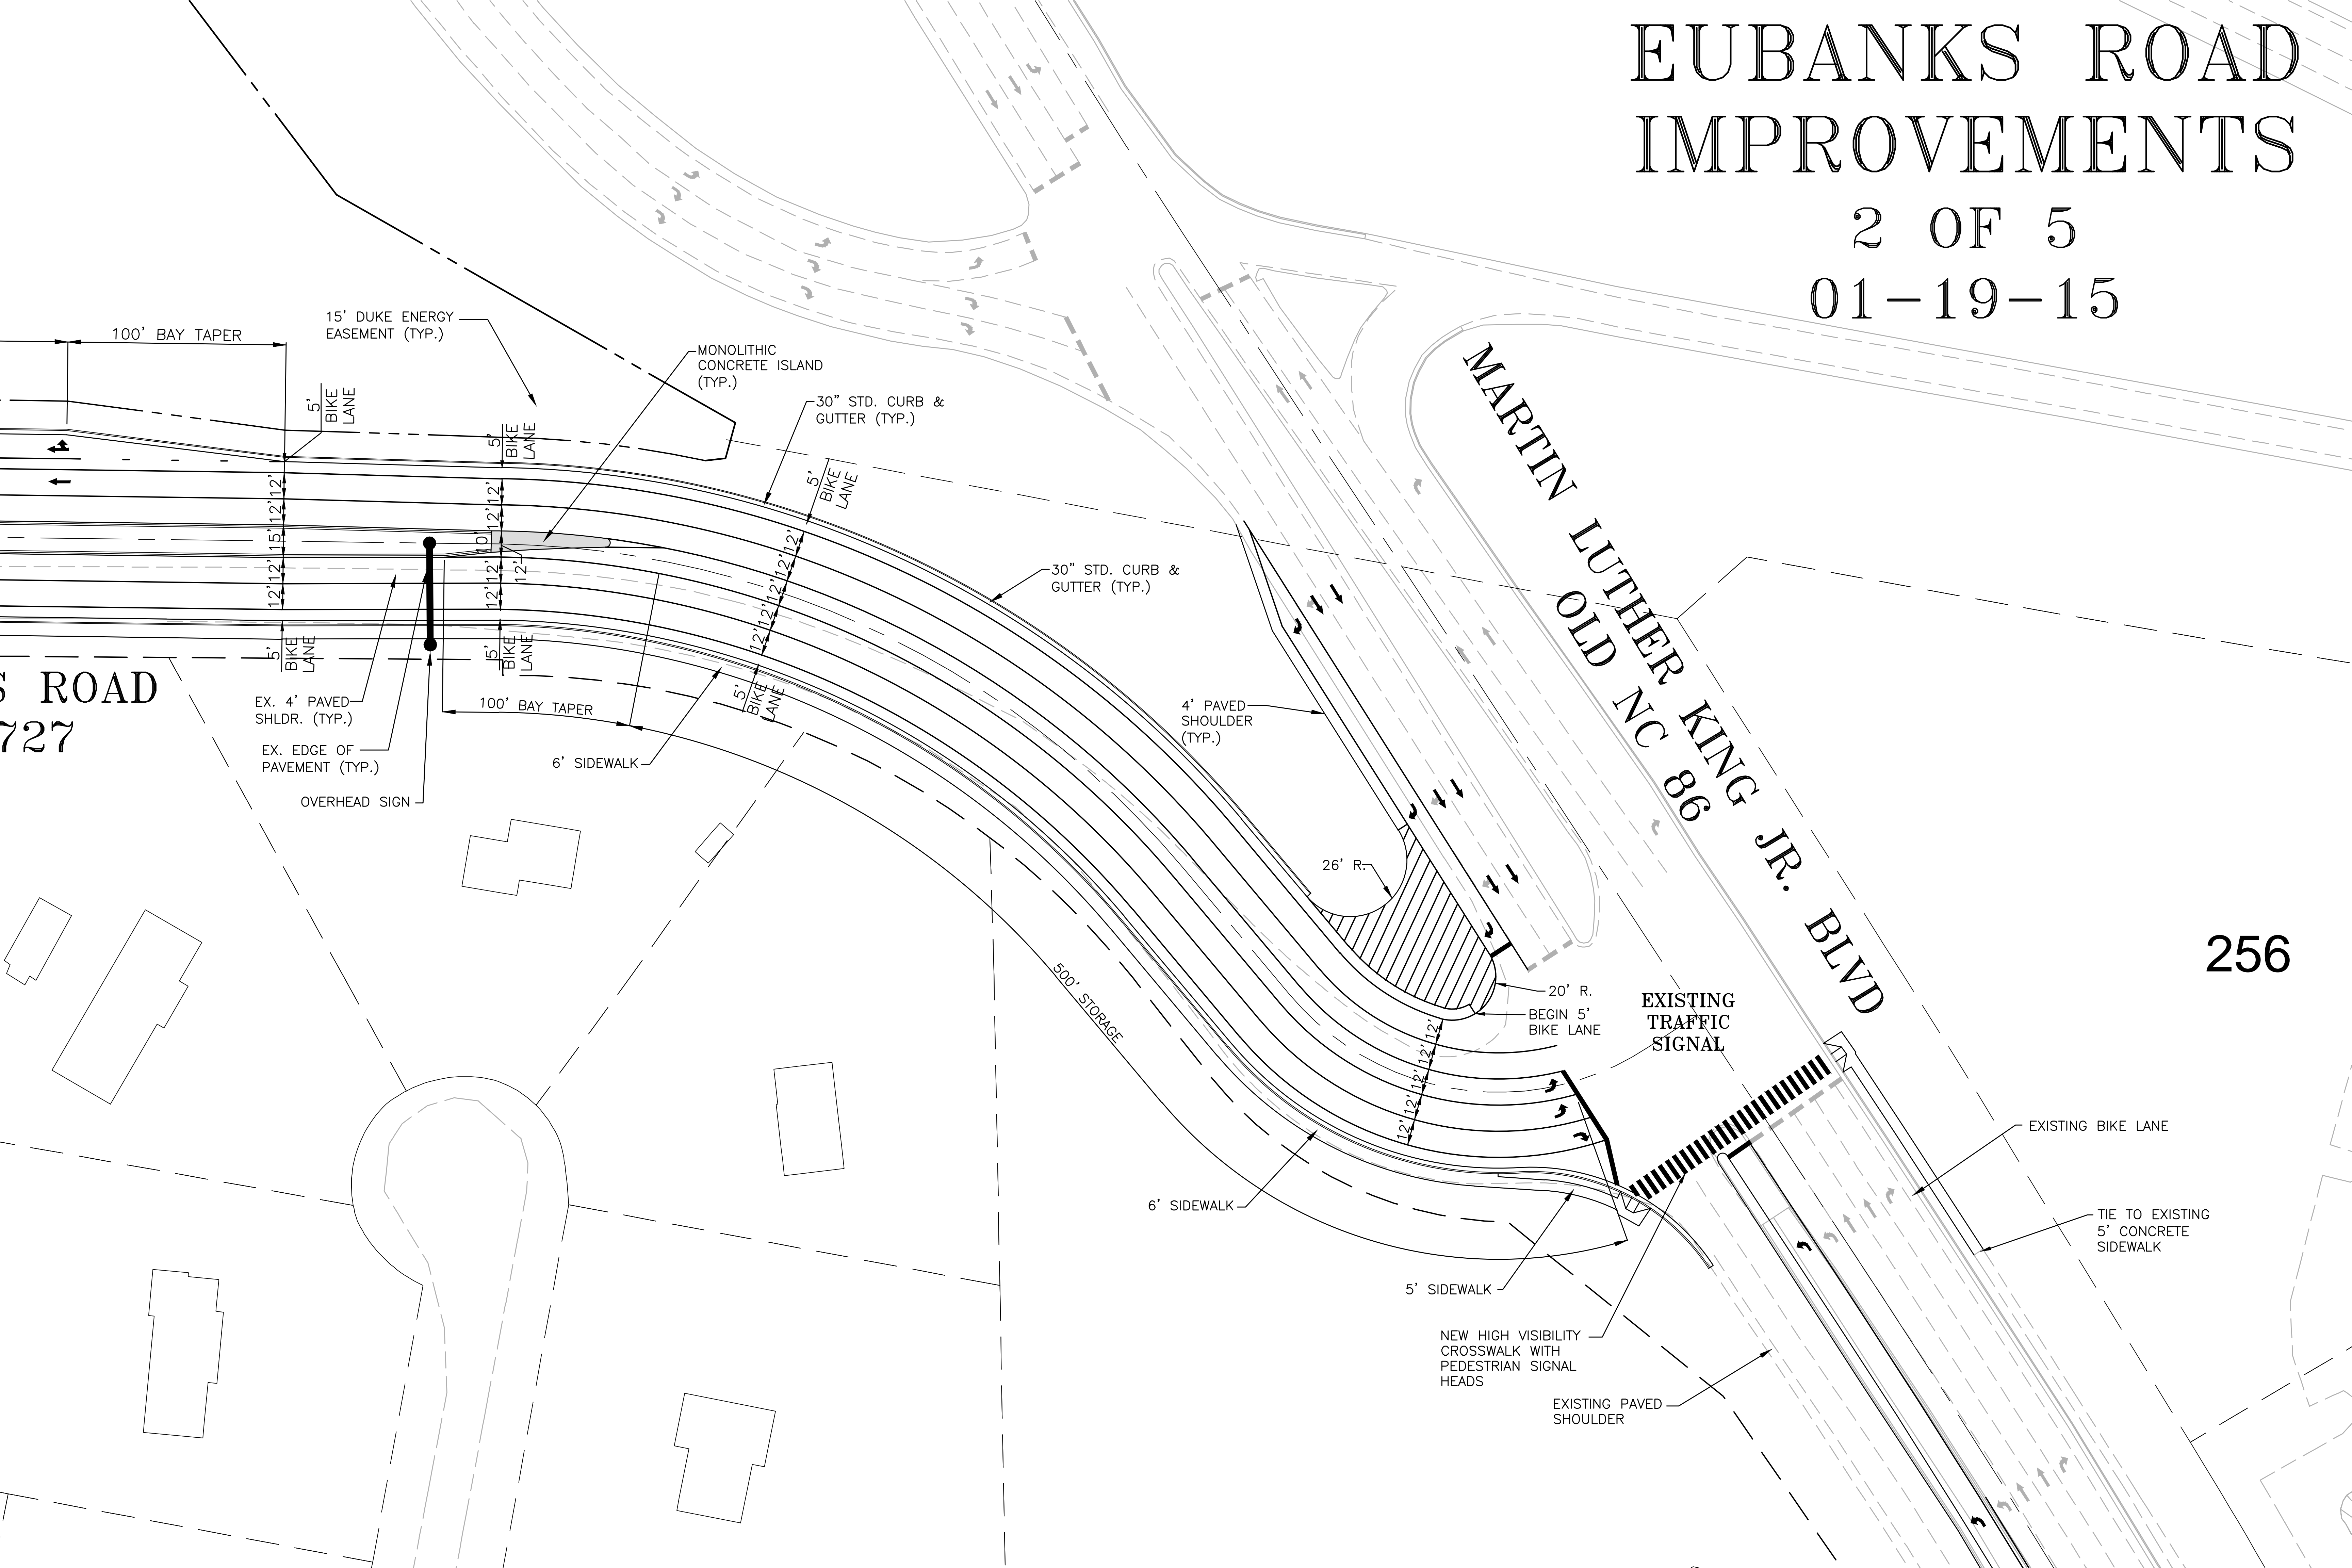 EUBANKS ROAD
IMPROVEMENTS
2 OF 5
01-19-15
100' BAY TAPER
15' DUKE ENERGY
EASEMENT (TYP.)
MONOLITHIC
CONCRETE ISLAND
(TYP.)
30" STD. CURB &
GUTTER (TYP.)
5'
BIKE
LANE
5'
BIKE
LANE
5'
BIKE
LANE
12'
12'
15'
12'
12'
12'
12'
10'
12'
12'
12'
12'
12'
12'
12'
12'
30" STD. CURB &
GUTTER (TYP.)
5'
BIKE
LANE
5'
BIKE
LANE
5'
BIKE
LANE
S ROAD
727
EX. 4' PAVED
SHLDR. (TYP.)
EX. EDGE OF
PAVEMENT (TYP.)
OVERHEAD SIGN
100' BAY TAPER
6' SIDEWALK
4' PAVED
SHOULDER
(TYP.)
MARTIN LUTHER KING JR. BLVD
OLD NC 86
26' R.
256
500' STORAGE
20' R.
BEGIN 5'
BIKE LANE
EXISTING
TRAFFIC
SIGNAL
12'
12'
12'
12'
12'
EXISTING BIKE LANE
6' SIDEWALK
TIE TO EXISTING
5' CONCRETE
SIDEWALK
5' SIDEWALK
NEW HIGH VISIBILITY
CROSSWALK WITH
PEDESTRIAN SIGNAL
HEADS
EXISTING PAVED
SHOULDER